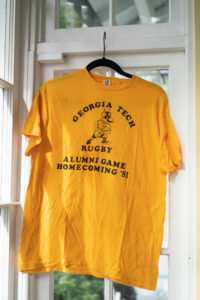 GEORGIA TECH
RUGBY
ALUMNI GAME
HOMECOMING '81